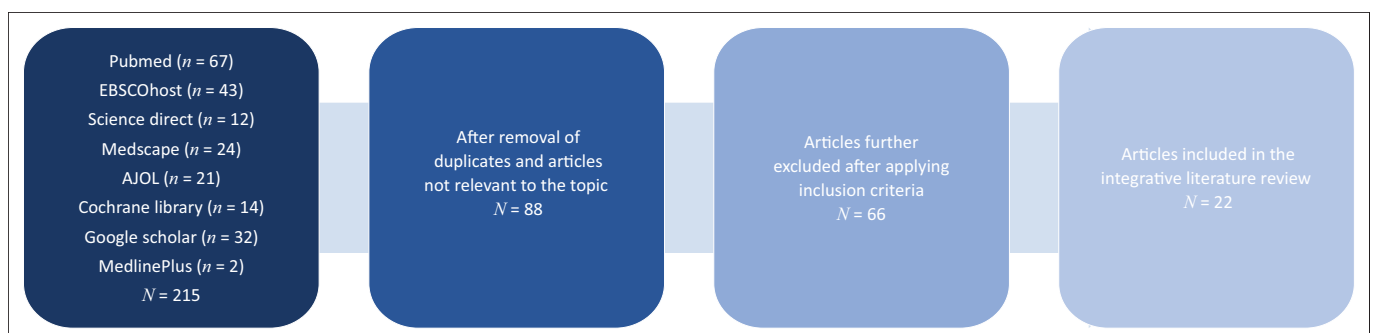 Pubmed (n = 67)
EBSCOhost (n = 43)
Science direct (n = 12)
Medscape (n = 24)
AJOL (n = 21)
Cochrane library (n = 14)
Google scholar (n = 32)
MedlinePlus (n = 2)
N = 215
After removal of
duplicates and articles
not relevant to the topic
N = 88
Articles further
excluded after applying
inclusion criteria
N = 66
Articles included in the
integrative literature review
N = 22